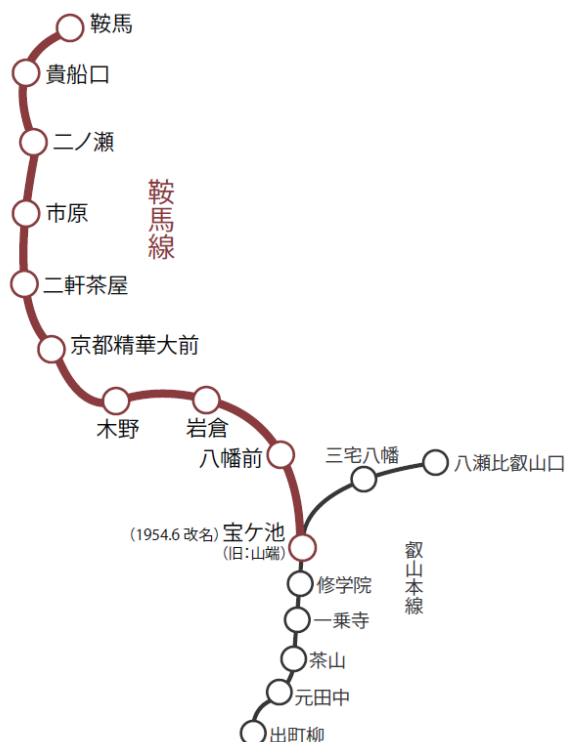 鞍馬
貴船口
二ノ瀬
市原
鞍馬線
二軒茶屋
京都精華大前
木野
岩倉
八幡前
三宅八幡
八瀬比叡山口
(1954.6 改名) 宝ケ池
(旧：山端)
叡山本線
修学院
一乗寺
茶山
元田中
出町柳